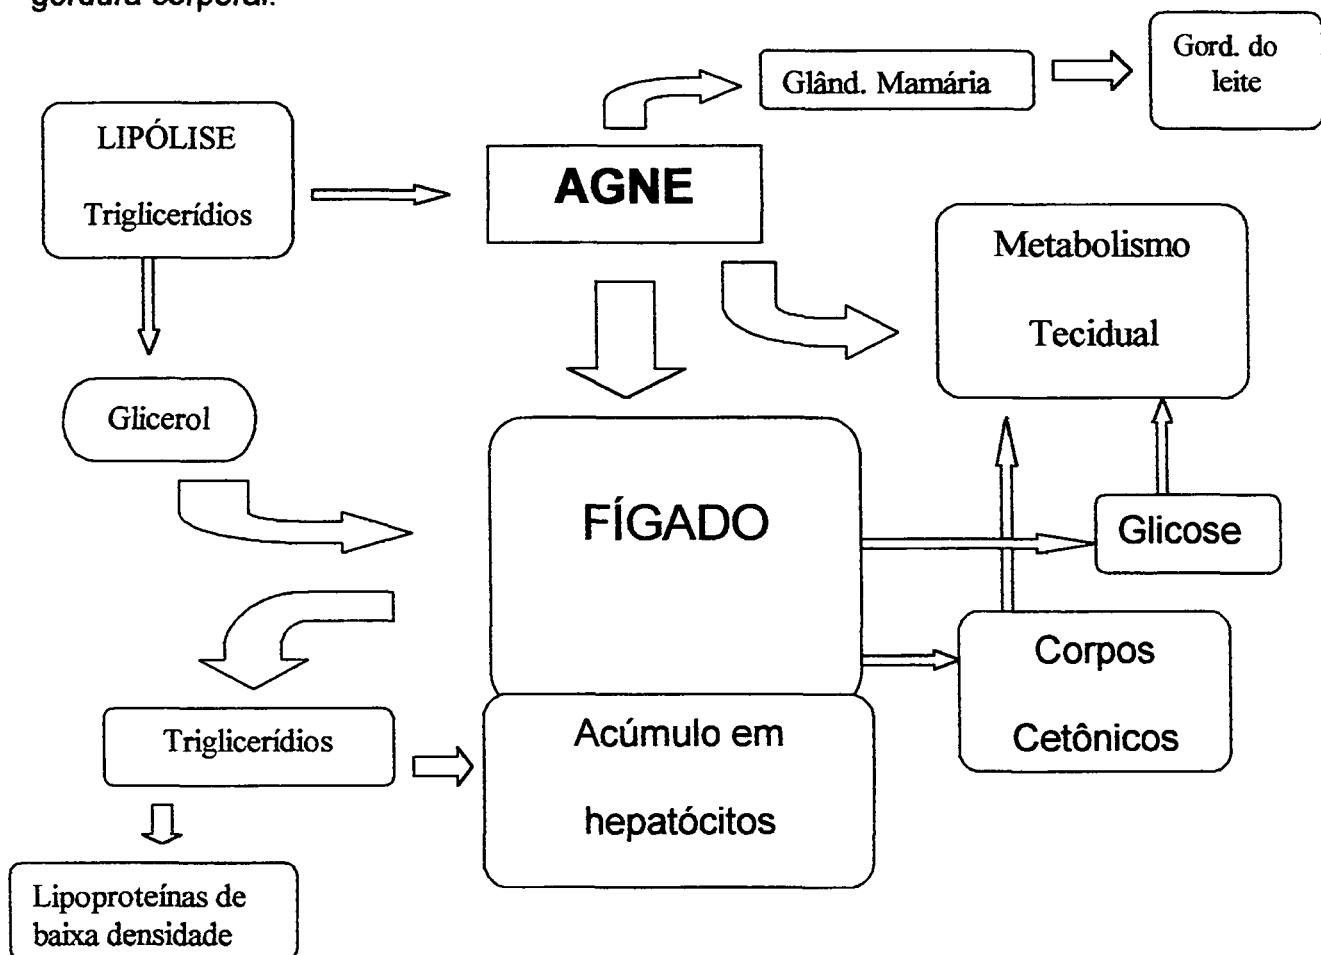 gordura corporal.
Glând. Mamária
Gord. do
leite
LIPÓLISE
Triglicerídios
AGNE
Metabolismo
Tecidual
Glicerol
FÍGADO
Glicose
Corpos
Cetônicos
Triglicerídios
Acúmulo em
hepatócitos
Lipoproteínas de
baixa densidade